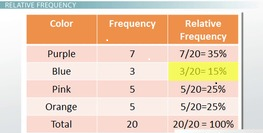 RELATIVE FREQUENCY
Color Frequency Relative Frequency
Purple 7 7/20= 35%
Blue 3 3/20= 15%
Pink 5 5/20=25%
Orange 5 5/20=25%
Total 20 20/20 = 100%